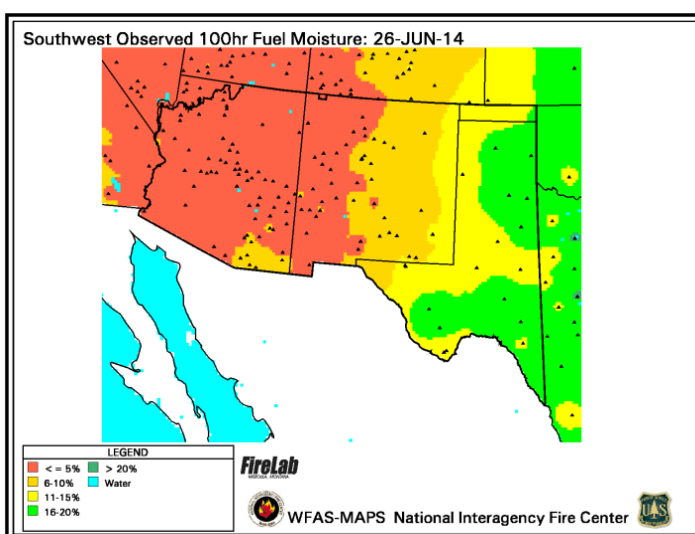 Southwest Observed 100hr Fuel Moisture: 26-JUN-14
LEGEND
< = 5% > 20%
6-10% Water
11-15%
16-20%
FireLab
MISSOULA, MONTANA
WFAS-MAPS National Interagency Fire Center
UAS